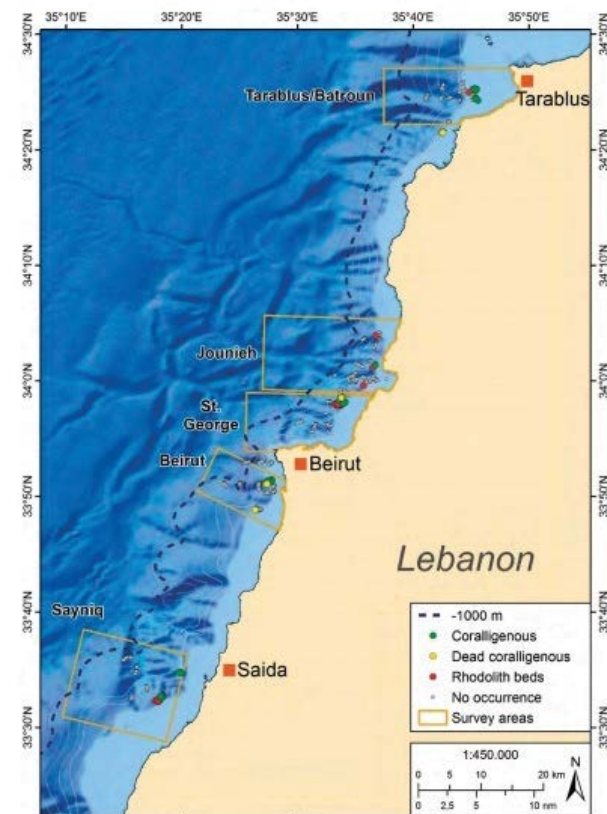 35°10'E 35°20'E 35°30'E 35°40'E 35°50'E
34°30'N 34°30'N
Tarablus/Batroun
Tarablus
34°20'N 34°20'N
34°10'N 34°10'N
Jounieh
34°0'N 34°0'N
St.
George
Beirut
Beirut
33°50'N 33°50'N
Lebanon
33°40'N 33°40'N
Sayniq
Saida
33°30'N 33°30'N
-1000 m
Coralligenous
Dead coralligenous
Rhodolith beds
No occurrence
Survey areas
1:450.000
N
0 5 10 20 km
0 2,5 5 10 nm